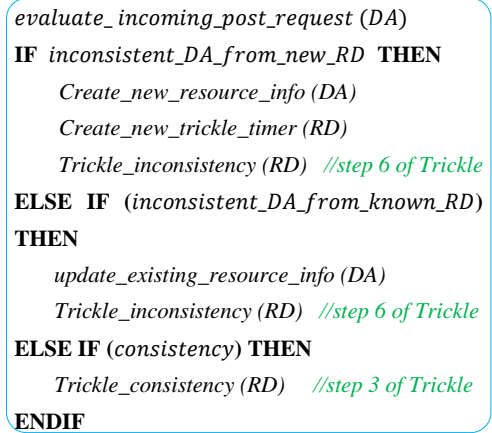 evaluate_ incoming_post_request (DA)
IF inconsistent_DA_from_new_RD THEN
Create_new_resource_info (DA)
Create_new_trickle_timer (RD)
Trickle_inconsistency (RD) //step 6 of Trickle
ELSE IF (inconsistent_DA_from_known_RD)
THEN
update_existing_resource_info (DA)
Trickle_inconsistency (RD) //step 6 of Trickle
ELSE IF (consistency) THEN
Trickle_consistency (RD) //step 3 of Trickle
ENDIF